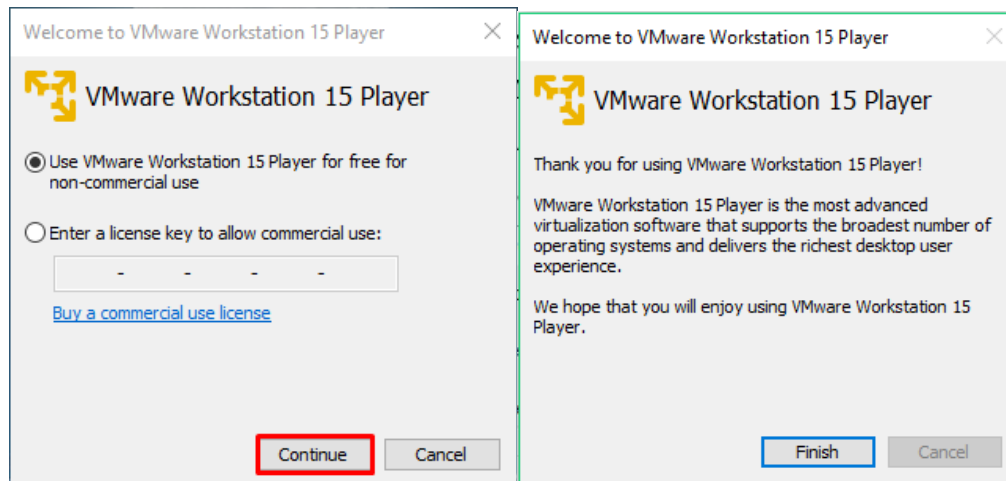 Welcome to VMware Workstation 15 Player
VMware Workstation 15 Player
Use VMware Workstation 15 Player for free for
non-commercial use
Enter a license key to allow commercial use:
- - - -
Buy a commercial use license
Continue
Cancel
Welcome to VMware Workstation 15 Player
VMware Workstation 15 Player
Thank you for using VMware Workstation 15 Player!
VMware Workstation 15 Player is the most advanced
virtualization software that supports the broadest number of
operating systems and delivers the richest desktop user
experience.
We hope that you will enjoy using VMware Workstation 15
Player.
Finish
Cancel